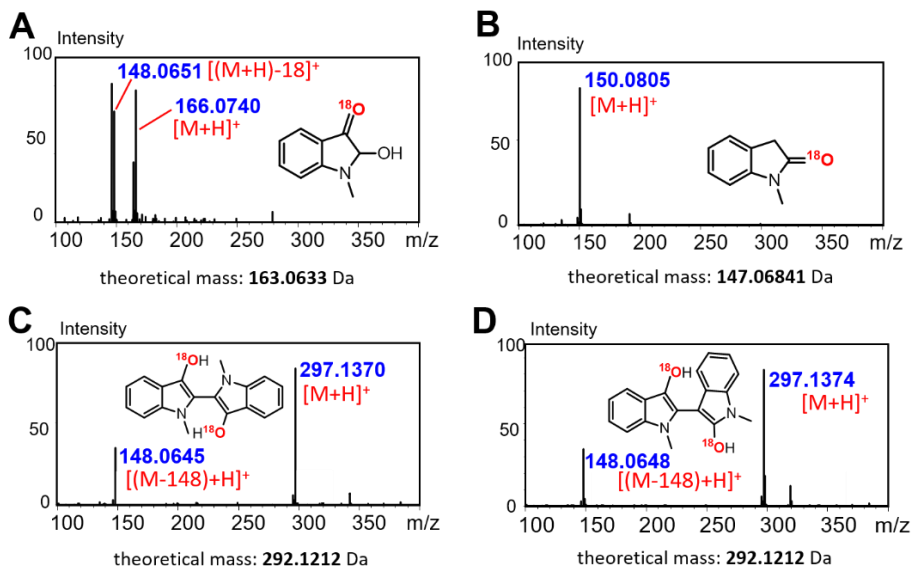 A
Intensity
100
50
0
148.0651 [(M+H)-18]⁺
166.0740
[M+H]⁺
¹⁸O
OH
N
100 150 200 250 300 350 m/z
theoretical mass: 163.0633 Da
B
Intensity
100
50
0
150.0805
[M+H]⁺
¹⁸O
N
100 150 200 250 300 350 m/z
theoretical mass: 147.06841 Da
C
Intensity
100
50
0
¹⁸OH
N
N
H¹⁸O
297.1370
[M+H]⁺
148.0645
[(M-148)+H]⁺
100 150 200 250 300 350 m/z
theoretical mass: 292.1212 Da
D
Intensity
100
50
0
¹⁸OH
N
N
¹⁸OH
297.1374
[M+H]⁺
148.0648
[(M-148)+H]⁺
100 150 200 250 300 350 m/z
theoretical mass: 292.1212 Da